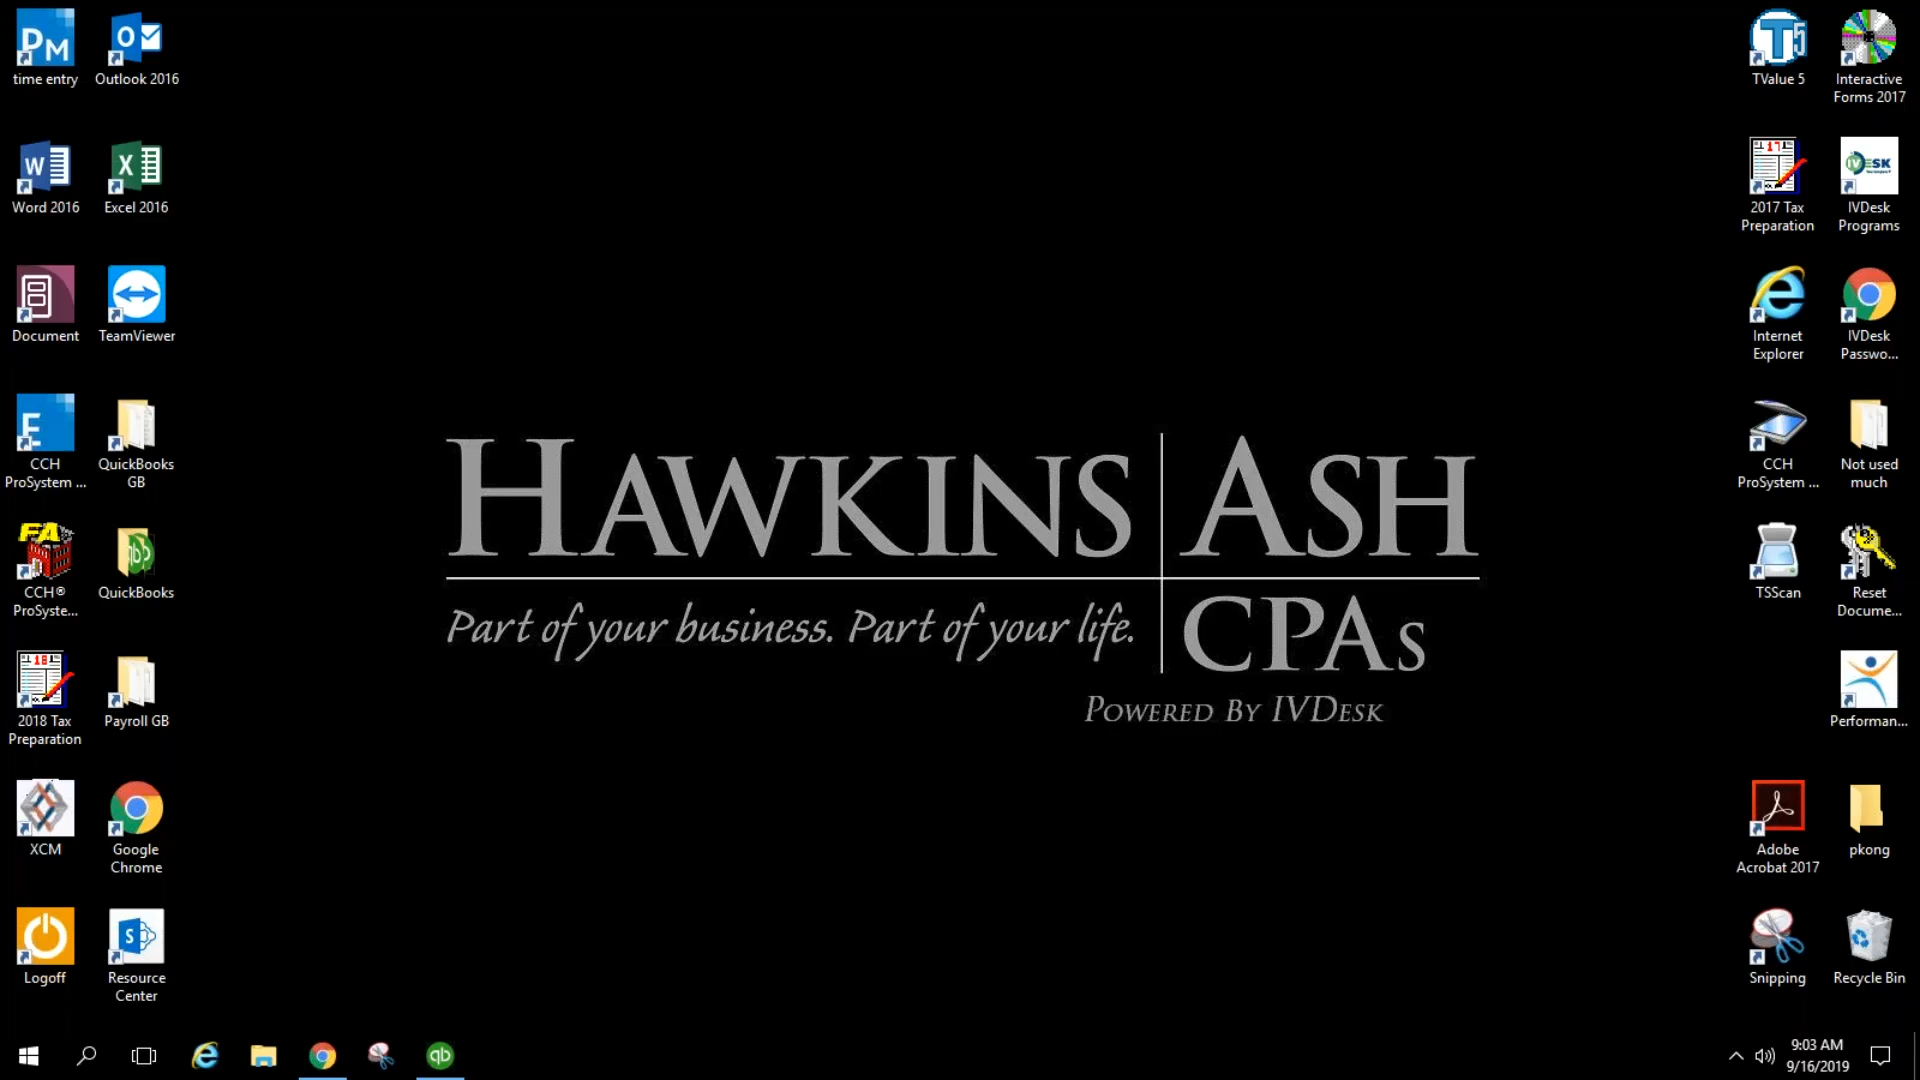 time entry
Outlook 2016
TValue 5
Interactive
Forms 2017
Word 2016
Excel 2016
2017 Tax
Preparation
IVDesk
Programs
Document
TeamViewer
Internet
Explorer
IVDesk
Passwo...
CCH
ProSystem ...
QuickBooks
GB
CCH
ProSystem ...
Not used
much
HAWKINS ASH
CPAs
Part of your business. Part of your life.
POWERED BY IVDESK
CCH®
ProSyste...
QuickBooks
TSScan
Reset
Docume...
2018 Tax
Preparation
Payroll GB
Performan...
XCM
Google
Chrome
Adobe
Acrobat 2017
pkong
Logoff
Resource
Center
Snipping
Recycle Bin
9:03 AM
9/16/2019